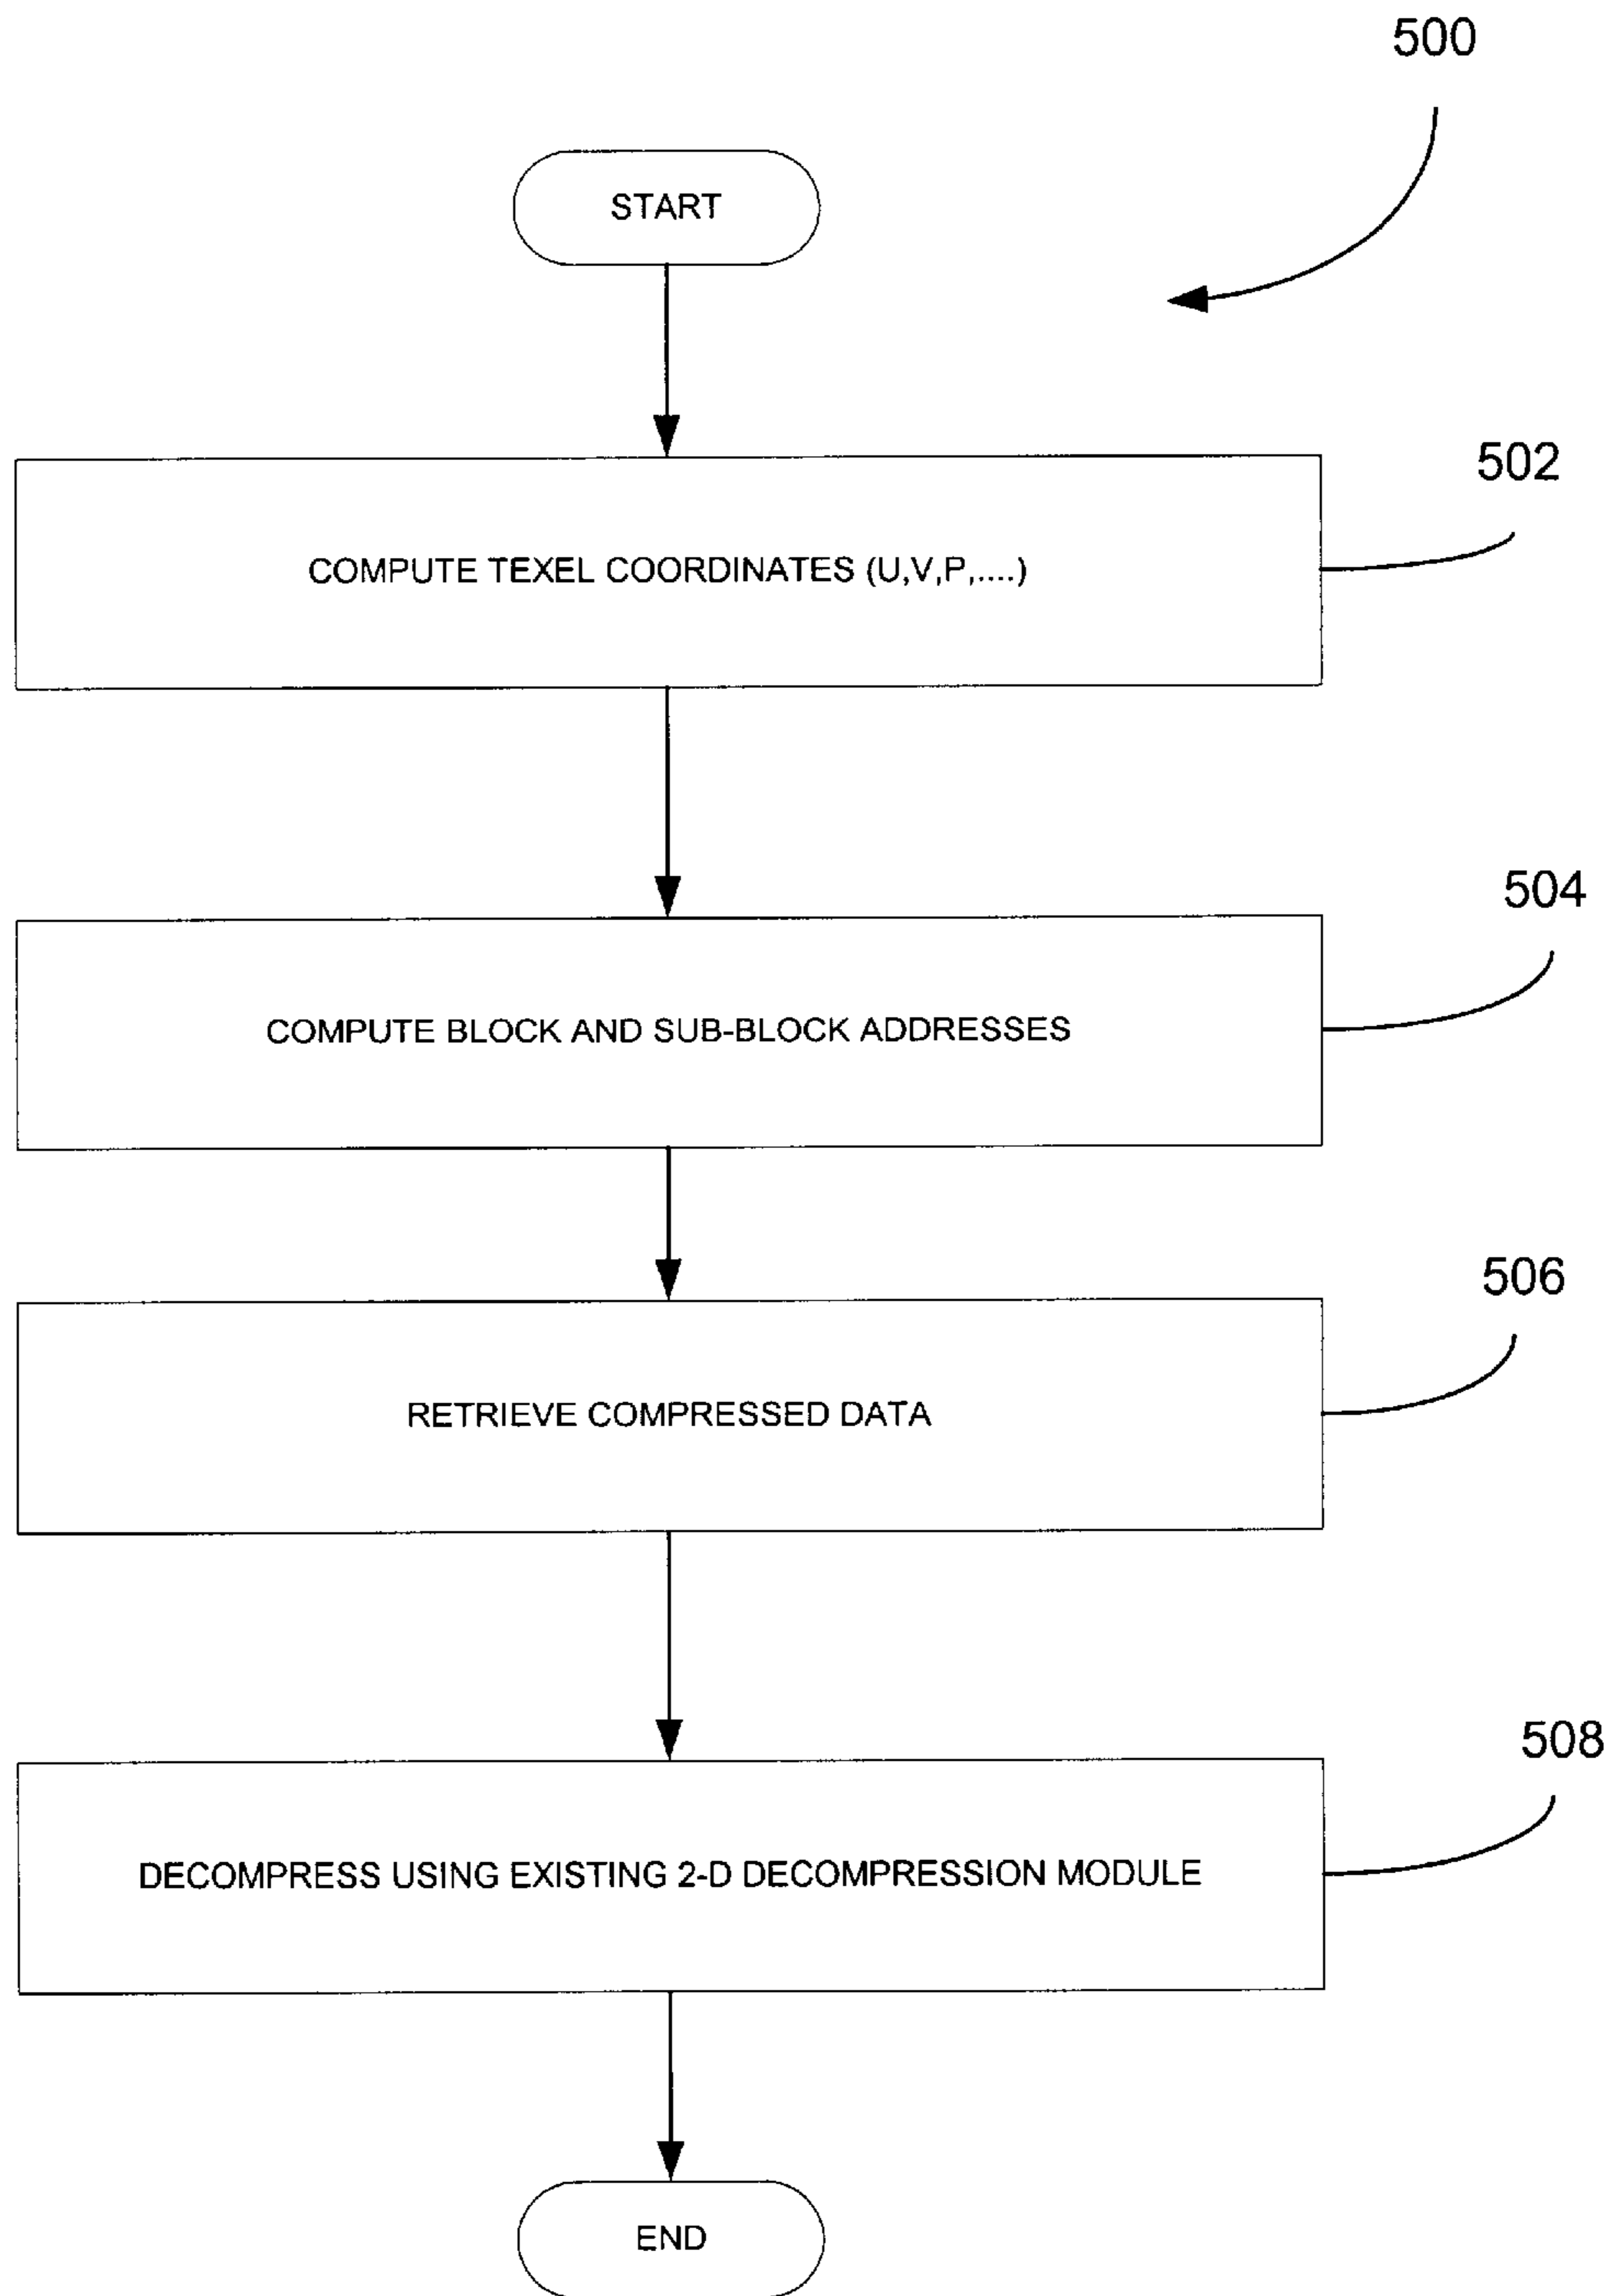 500
START
502
COMPUTE TEXEL COORDINATES (U,V,P,....)
504
COMPUTE BLOCK AND SUB-BLOCK ADDRESSES
506
RETRIEVE COMPRESSED DATA
508
DECOMPRESS USING EXISTING 2-D DECOMPRESSION MODULE
END